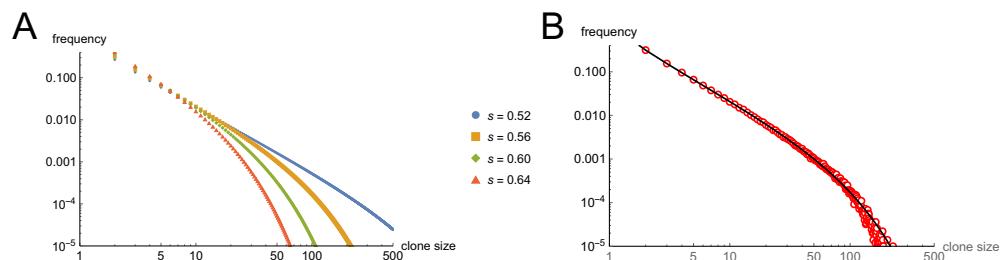 A
frequency
0.100
0.010
0.001
10⁻⁴
10⁻⁵
1 5 10 50 100 500
clone size
s = 0.52
s = 0.56
s = 0.60
s = 0.64
B
frequency
0.100
0.010
0.001
10⁻⁴
10⁻⁵
1 5 10 50 100 500
clone size